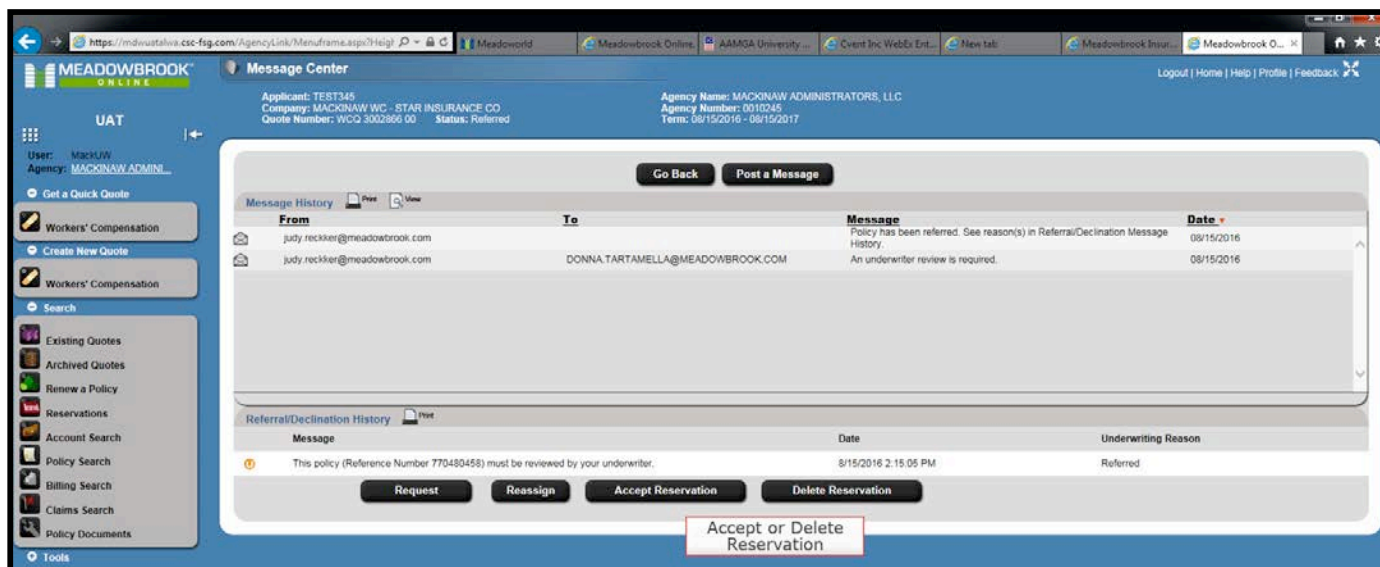 https://mdwuatalwa.csc-fsg.com/AgencyLink/Menuframe.aspx?Heigl
Meadoworld
Meadowbrook Online
AAMGA University ...
Cvent Inc WebEx Ent...
New tab
Meadowbrook Insur...
Meadowbrook O...
MEADOWBROOK
ONLINE
Message Center
Logout | Home | Help | Profile | Feedback
Applicant: TEST345
Agency Name: MACKINAW ADMINISTRATORS, LLC
Company: MACKINAW WC - STAR INSURANCE CO
Agency Number: 0010245
Quote Number: WCQ 3002866 00 Status: Referred
Term: 08/15/2016 - 08/15/2017
UAT
User: MackUW
Agency: MACKINAW ADMINI...
Get a Quick Quote
Workers' Compensation
Create New Quote
Workers' Compensation
Search
Existing Quotes
Archived Quotes
Renew a Policy
Reservations
Account Search
Policy Search
Billing Search
Claims Search
Policy Documents
Tools
Go Back Post a Message
Message History Print View
From To Message Date
judy.reckker@meadowbrook.com Policy has been referred. See reason(s) in Referral/Declination Message History. 08/15/2016
judy.reckker@meadowbrook.com DONNA.TARTAMELLA@MEADOWBROOK.COM An underwriter review is required. 08/15/2016
Referral/Declination History Print
Message Date Underwriting Reason
This policy (Reference Number 770480458) must be reviewed by your underwriter. 8/15/2016 2:15:05 PM Referred
Request Reassign Accept Reservation Delete Reservation
Accept or Delete
Reservation